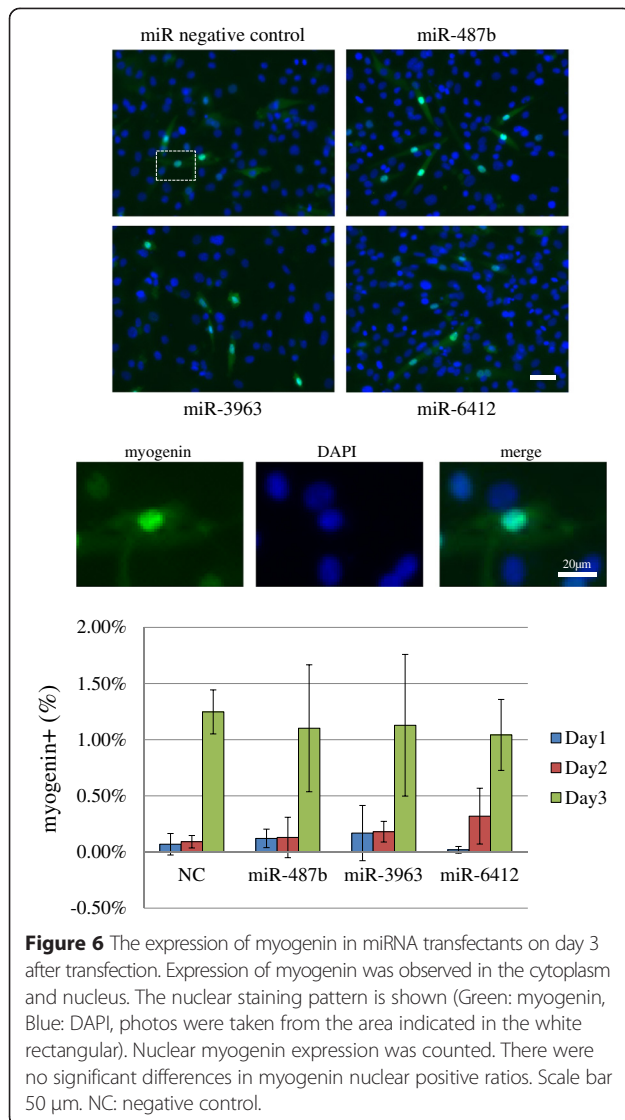 miR negative control miR-487b
miR-3963 miR-6412
myogenin DAPI merge
20μm
2.00%
1.50%
1.00%
0.50%
0.00%
-0.50%
myogenin+ (%)
NC miR-487b miR-3963 miR-6412
Day1
Day2
Day3
Figure 6 The expression of myogenin in miRNA transfectants on day 3
after transfection. Expression of myogenin was observed in the cytoplasm
and nucleus. The nuclear staining pattern is shown (Green: myogenin,
Blue: DAPI, photos were taken from the area indicated in the white
rectangular). Nuclear myogenin expression was counted. There were
no significant differences in myogenin nuclear positive ratios. Scale bar
50 μm. NC: negative control.